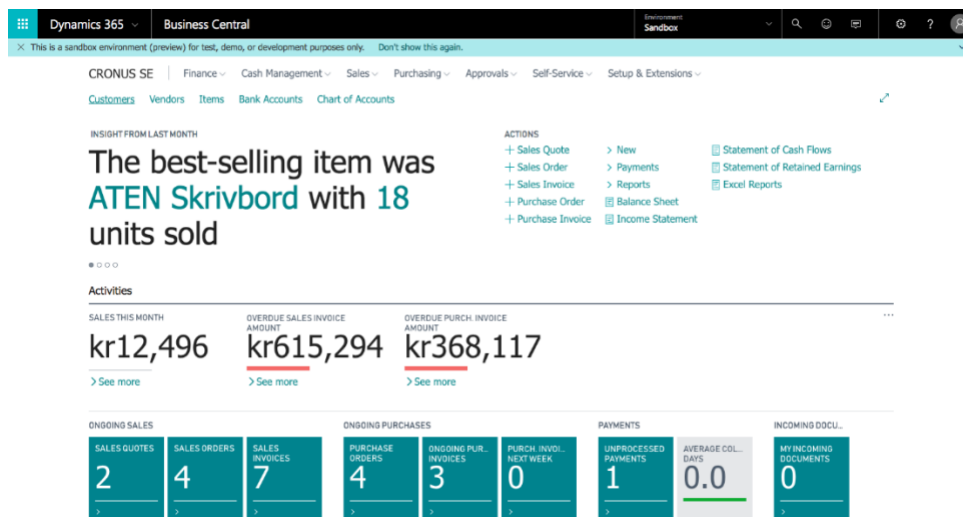 Dynamics 365
Business Central
Environment
Sandbox
This is a sandbox environment (preview) for test, demo, or development purposes only. Don't show this again.
CRONUS SE
Finance Cash Management Sales Purchasing Approvals Self-Service Setup & Extensions
Customers Vendors Items Bank Accounts Chart of Accounts
INSIGHT FROM LAST MONTH
The best-selling item was
ATEN Skrivbord with 18
units sold
ACTIONS
+ Sales Quote
+ Sales Order
+ Sales Invoice
+ Purchase Order
+ Purchase Invoice
> New
> Payments
> Reports
Balance Sheet
Income Statement
Statement of Cash Flows
Statement of Retained Earnings
Excel Reports
Activities
SALES THIS MONTH
kr12,496
> See more
OVERDUE SALES INVOICE
AMOUNT
kr615,294
> See more
OVERDUE PURCH. INVOICE
AMOUNT
kr368,117
> See more
ONGOING SALES
SALES QUOTES
2
SALES ORDERS
4
SALES
INVOICES
7
ONGOING PURCHASES
PURCHASE
ORDERS
4
ONGOING PUR...
INVOICES
3
PURCH. INVOI...
NEXT WEEK
0
PAYMENTS
UNPROCESSED
PAYMENTS
1
AVERAGE COL...
DAYS
0.0
INCOMING DOCU...
MY INCOMING
DOCUMENTS
0